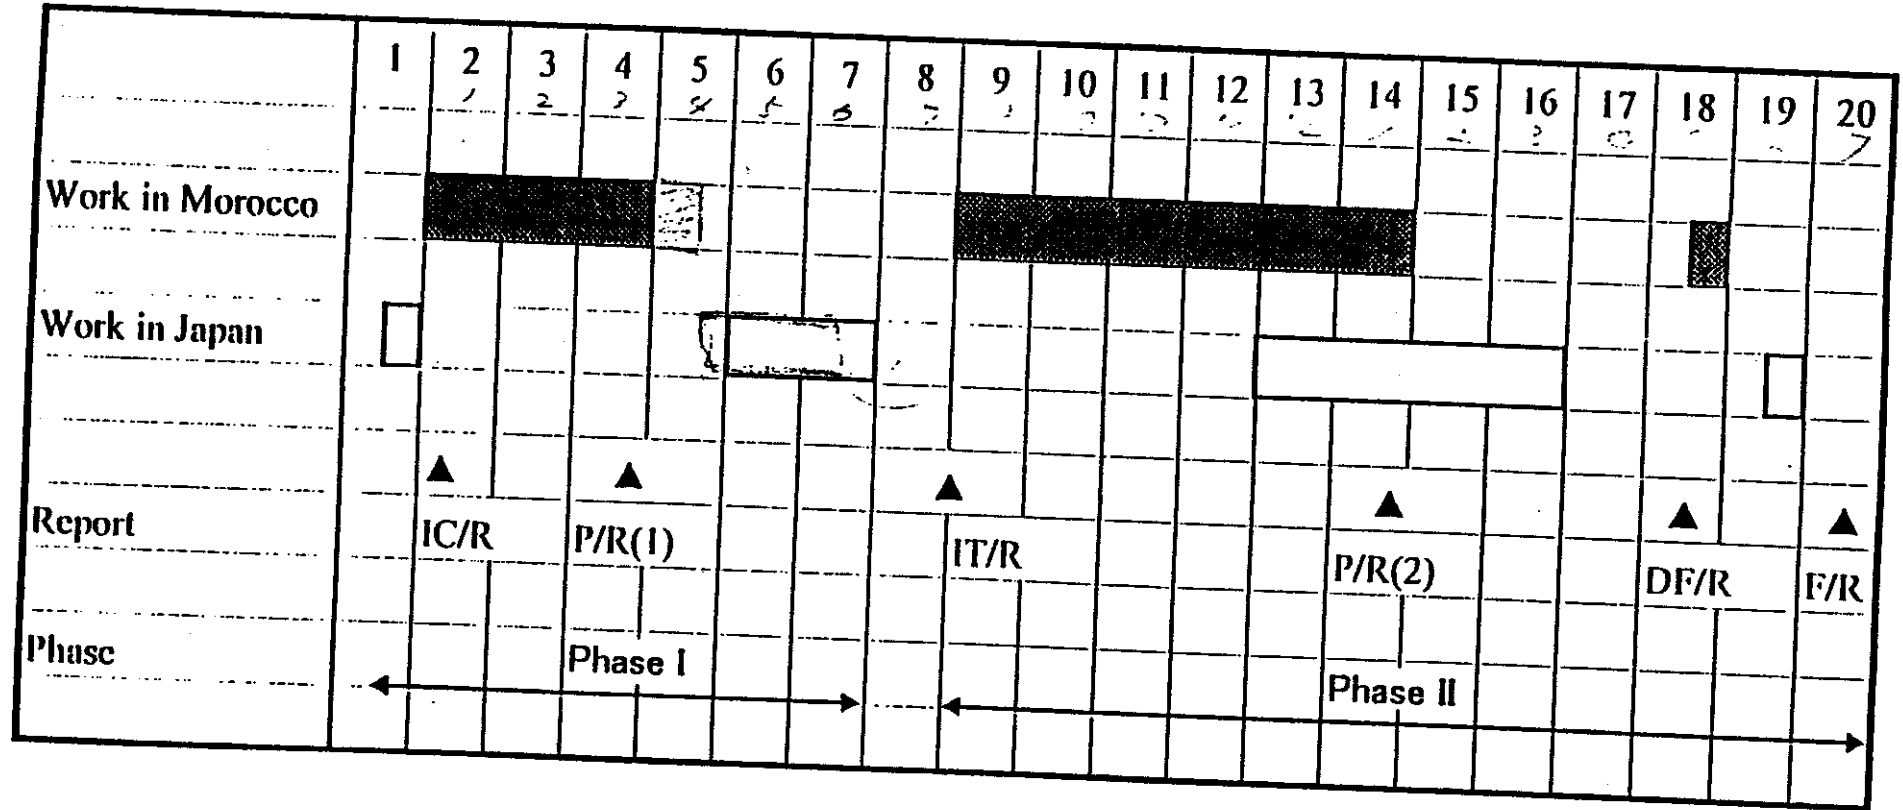 1 2 3 4 5 6 7 8 9 10 11 12 13 14 15 16 17 18 19 20
Work in Morocco
Work in Japan
Report IC/R P/R(1) IT/R P/R(2) DF/R F/R
Phase Phase I Phase II